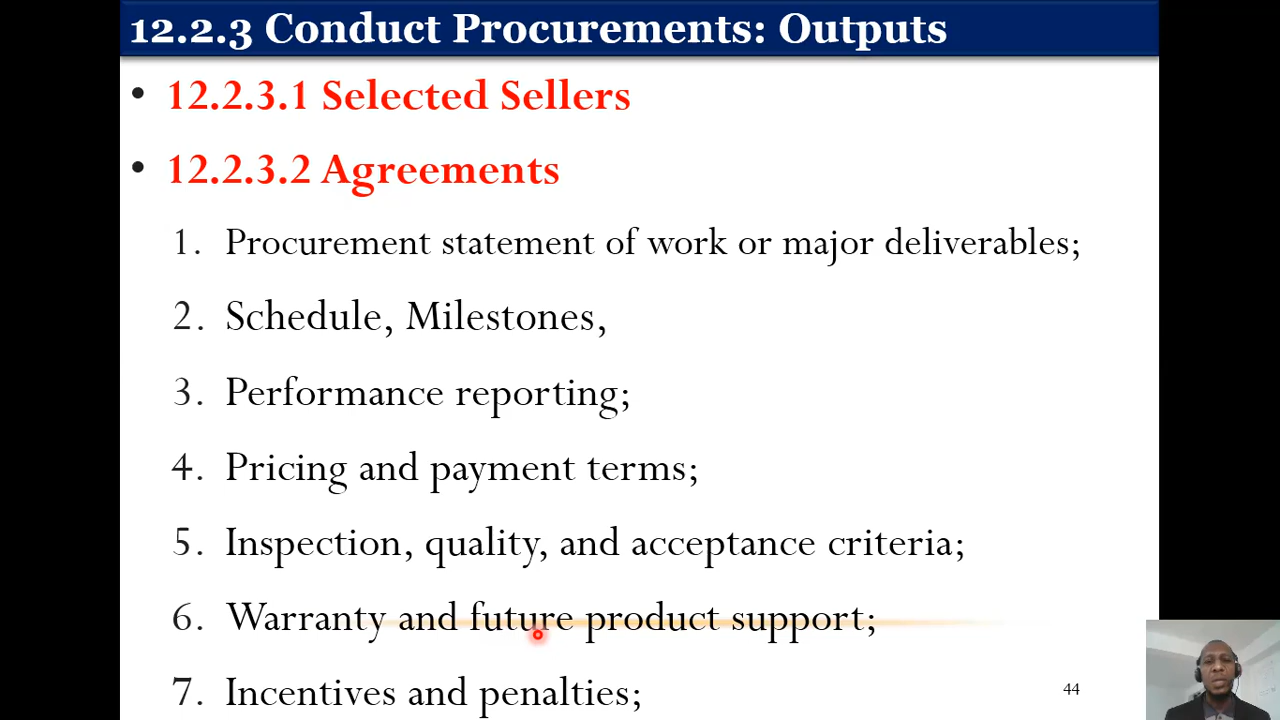 12.2.3 Conduct Procurements: Outputs
• 12.2.3.1 Selected Sellers
• 12.2.3.2 Agreements
1. Procurement statement of work or major deliverables;
2. Schedule, Milestones,
3. Performance reporting;
4. Pricing and payment terms;
5. Inspection, quality, and acceptance criteria;
6. Warranty and future product support;
7. Incentives and penalties;
44